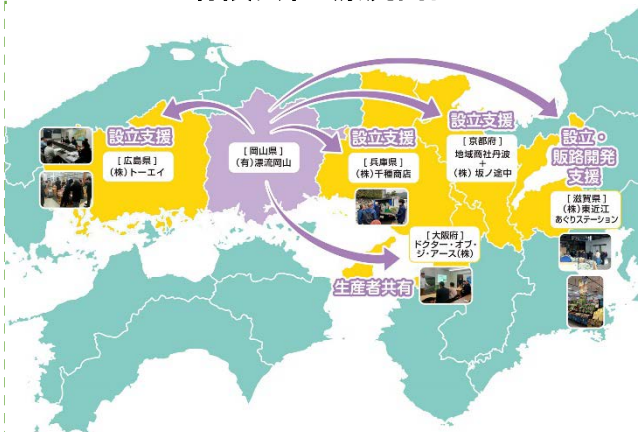 設立支援
[広島県]
(株)トーエイ
[岡山県]
(有)漂流岡山
設立支援
[兵庫県]
(株)千種商店
設立支援
[京都府]
地域商社丹波
+
(株)坂ノ途中
設立・
販路開発
支援
[滋賀県]
(株)東近江
あぐりステーション
[大阪府]
ドクター・オブ・
ジ・アース(株)
生産者共有